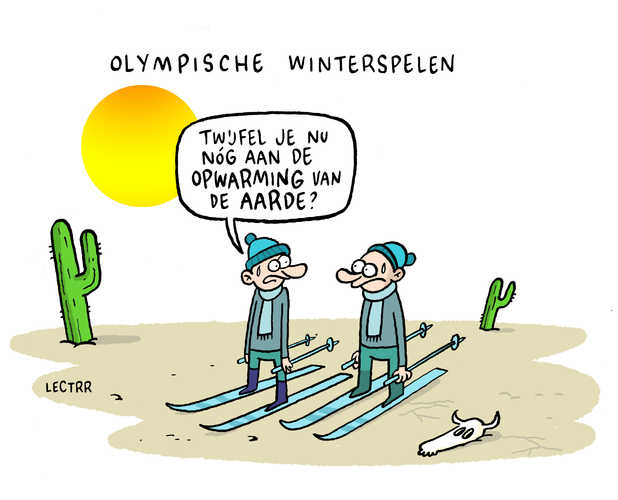 OLYMPISCHE WINTERSPELEN
TWIJFEL JE NU
NÓG AAN DE
OPWARMING VAN
DE AARDE?
LECTRR